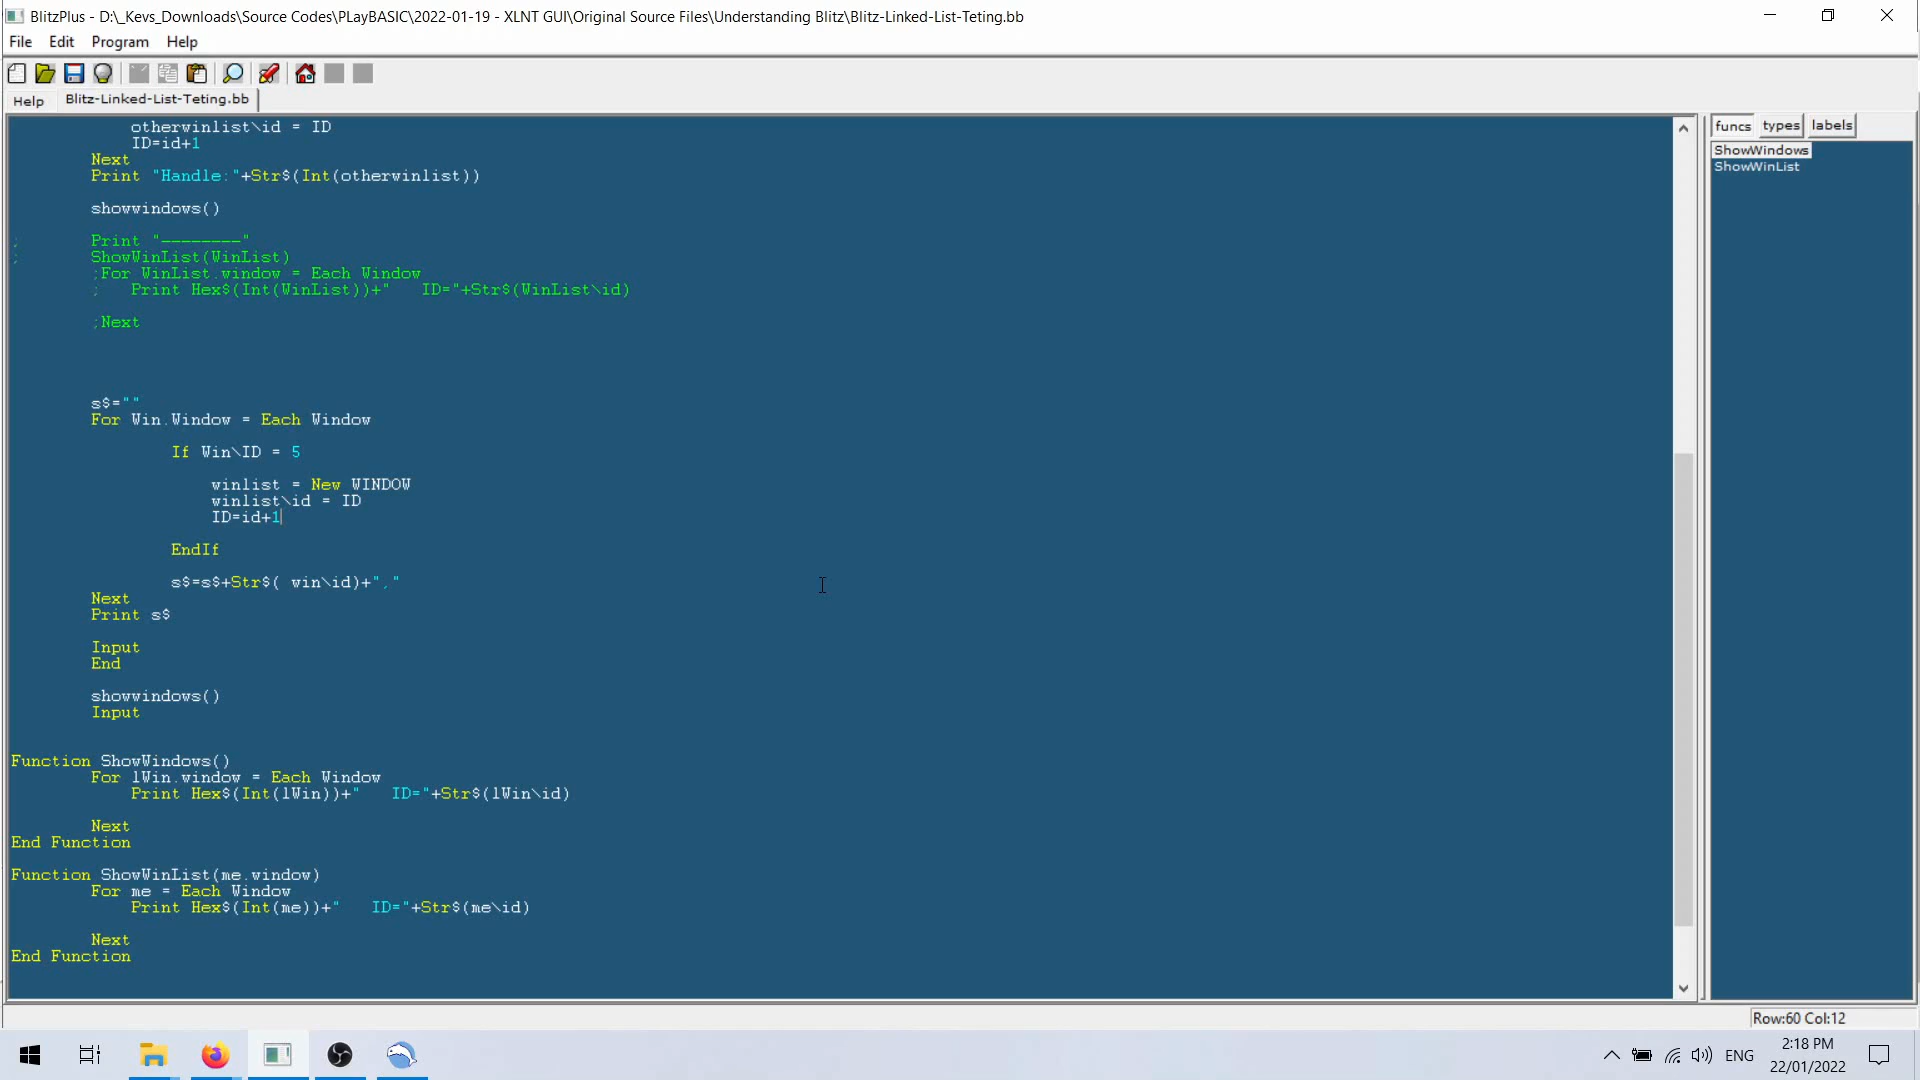 BlitzPlus - D:\_Kevs_Downloads\Source Codes\PLayBASIC\2022-01-19 - XLNT GUI\Original Source Files\Understanding Blitz\Blitz-Linked-List-Teting.bb
File Edit Program Help
Help Blitz-Linked-List-Teting.bb
funcs types labels
ShowWindows
ShowWinList
otherwinlist\id = ID
ID=id+1
Next
Print "Handle:"+Str$(Int(otherwinlist))
showwindows()
; Print "--------"
; ShowWinList(WinList)
;For WinList.window = Each Window
; Print Hex$(Int(WinList))+" ID="+Str$(WinList\id)
;Next
s$=""
For Win.Window = Each Window
If Win\ID = 5
winlist = New WINDOW
winlist\id = ID
ID=id+1
EndIf
s$=s$+Str$( win\id)+","
Next
Print s$
Input
End
showwindows()
Input
Function ShowWindows()
For lWin.window = Each Window
Print Hex$(Int(lWin))+" ID="+Str$(lWin\id)
Next
End Function
Function ShowWinList(me.window)
For me = Each Window
Print Hex$(Int(me))+" ID="+Str$(me\id)
Next
End Function
Row:60 Col:12
ENG
2:18 PM
22/01/2022